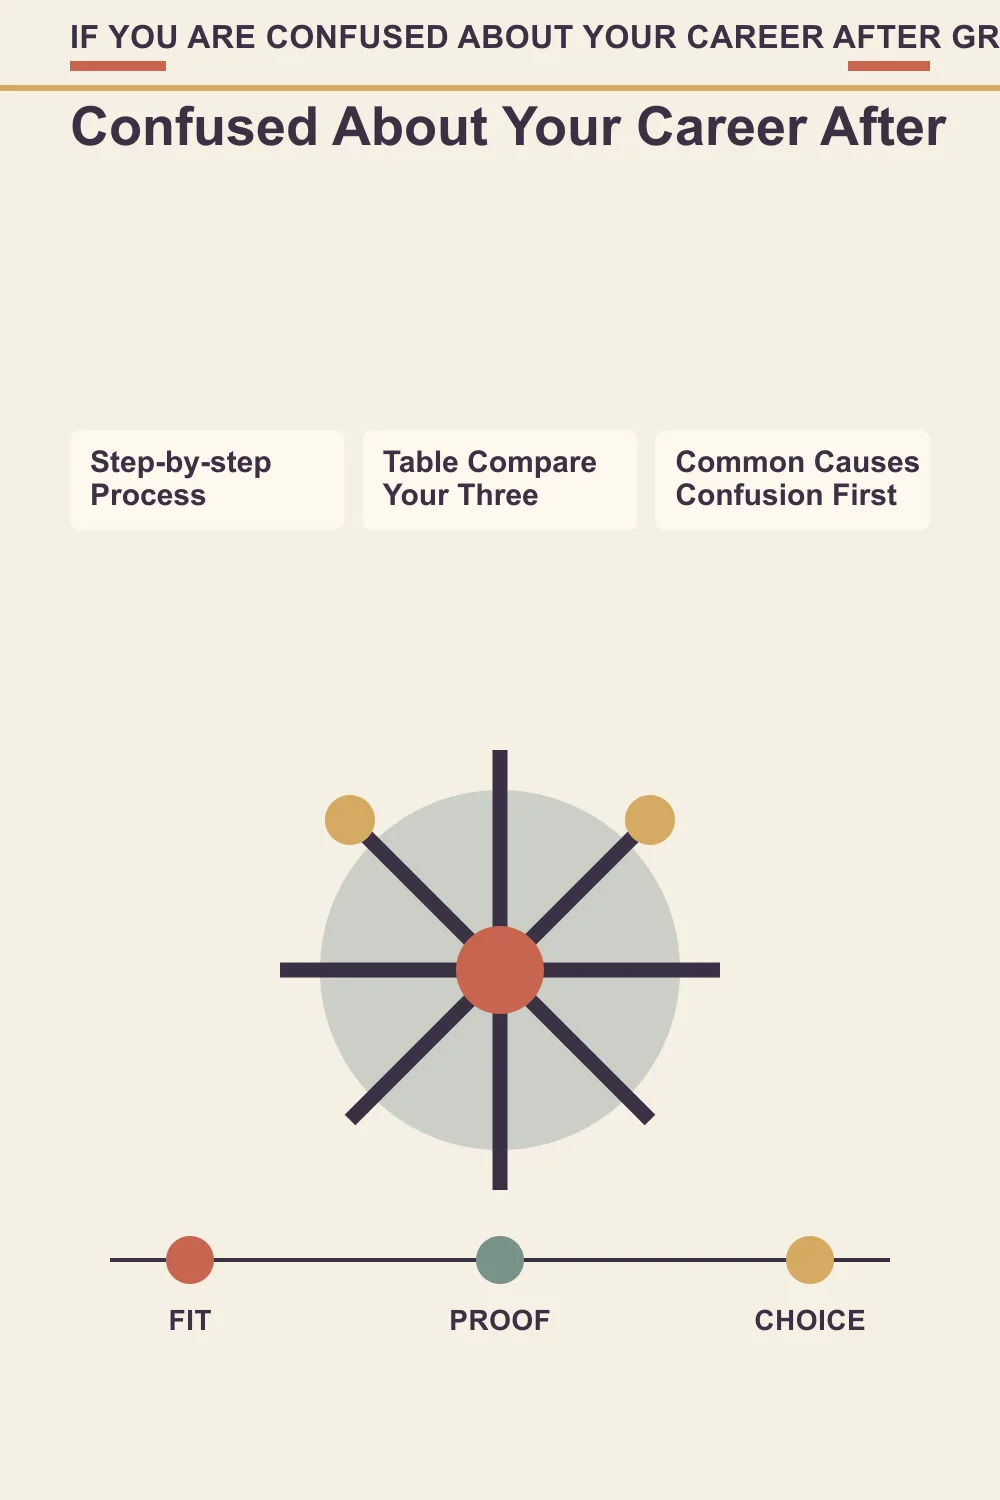 IF YOU ARE CONFUSED ABOUT YOUR CAREER AFTER GR
Confused About Your Career After
Step-by-step
Process
Table Compare
Your Three
Common Causes
Confusion First
FIT
PROOF
CHOICE